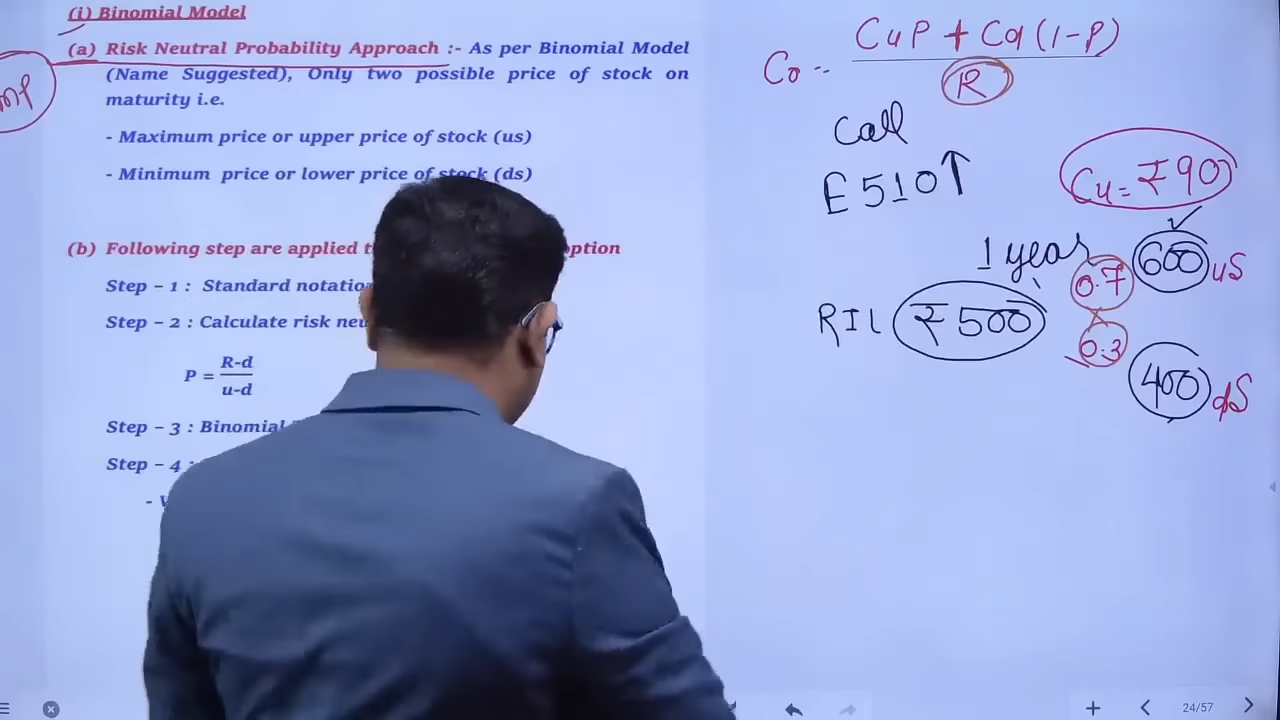 (i) Binomial Model
(a) Risk Neutral Probability Approach :- As per Binomial Model
(Name Suggested), Only two possible price of stock on
maturity i.e.
- Maximum price or upper price of stock (us)
- Minimum price or lower price of stock (ds)
(b) Following step are applied
Step - 1 : Standard
Step - 2 : Calculate risk
P = R-d
u-d
Step - 3 : Binomial
Step - 4 :
imp
Co :- CuP + Cd (1-P)
R
Call
E 510 ↑
Cu = ₹90
1 year
0.7
600 us
RIL ₹500
0.3
400 ds
24/57